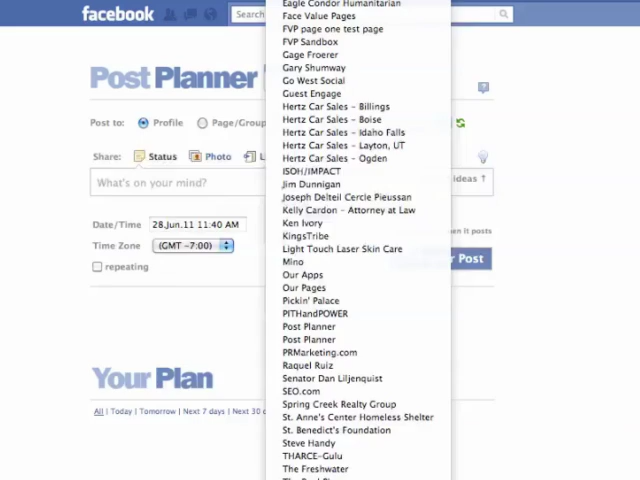 facebook
Search
Eagle Condor Humanitarian
Face Value Pages
FVP page one test page
FVP Sandbox
Gage Froerer
Gary Shumway
Go West Social
Guest Engage
Hertz Car Sales - Billings
Hertz Car Sales - Boise
Hertz Car Sales - Idaho Falls
Hertz Car Sales - Layton, UT
Hertz Car Sales - Ogden
ISOH/IMPACT
Jim Dunnigan
Joseph Delteil Cercle Pieussan
Kelly Cardon - Attorney at Law
Ken Ivory
KingsTribe
Light Touch Laser Skin Care
Mino
Our Apps
Our Pages
Pickin' Palace
PITHandPOWER
Post Planner
Post Planner
PRMarketing.com
Raquel Ruiz
Senator Dan Liljenquist
SEO.com
Spring Creek Realty Group
St. Anne's Center Homeless Shelter
St. Benedict's Foundation
Steve Handy
THARCE-Gulu
The Freshwater
Post Planner
Post to: Profile Page/Group
Share: Status Photo
What's on your mind?
Ideas ↑
Date/Time 28.Jun.11 11:40 AM
Time Zone (GMT -7:00)
it posts
Post
repeating
Your Plan
All | Today | Tomorrow | Next 7 days | Next 30